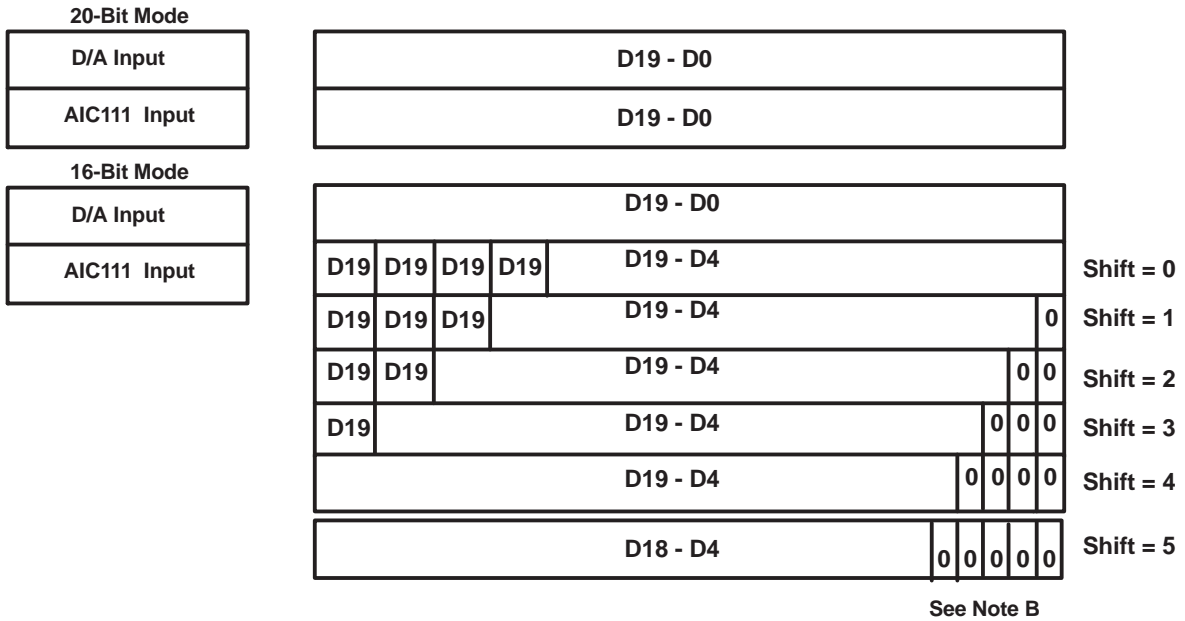 20-Bit Mode
D/A Input
D19 - D0
AIC111 Input
D19 - D0
16-Bit Mode
D/A Input
D19 - D0
AIC111 Input
D19 D19 D19 D19 D19 - D4 Shift = 0
D19 D19 D19 D19 - D4 0 Shift = 1
D19 D19 D19 - D4 0 0 Shift = 2
D19 D19 - D4 0 0 0 Shift = 3
D19 - D4 0 0 0 0 Shift = 4
D18 - D4 0 0 0 0 0 Shift = 5
See Note B